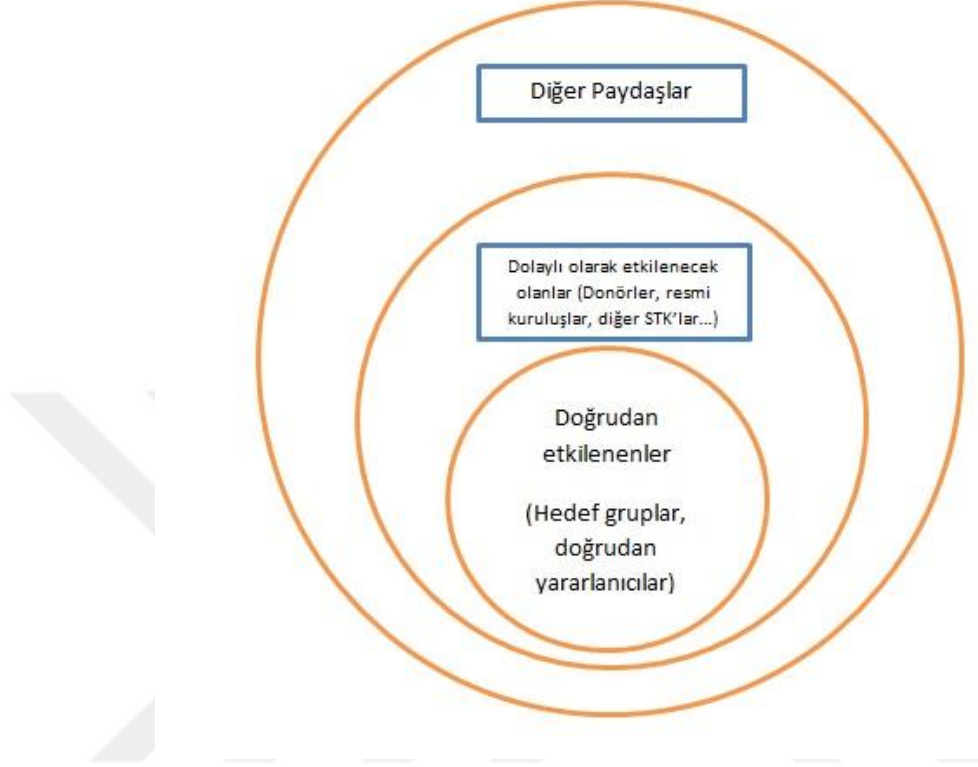 Diğer Paydaşlar
Dolaylı olarak etkilenecek
olanlar (Donörler, resmi
kuruluşlar, diğer STK'lar...)
Doğrudan
etkilenenler
(Hedef gruplar,
doğrudan
yararlanıcılar)